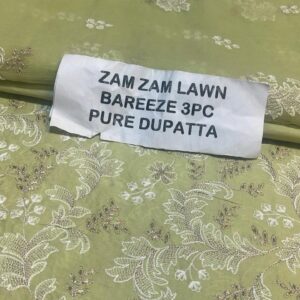 ZAM ZAM LAWN
BAREEZE 3PC
PURE DUPATTA